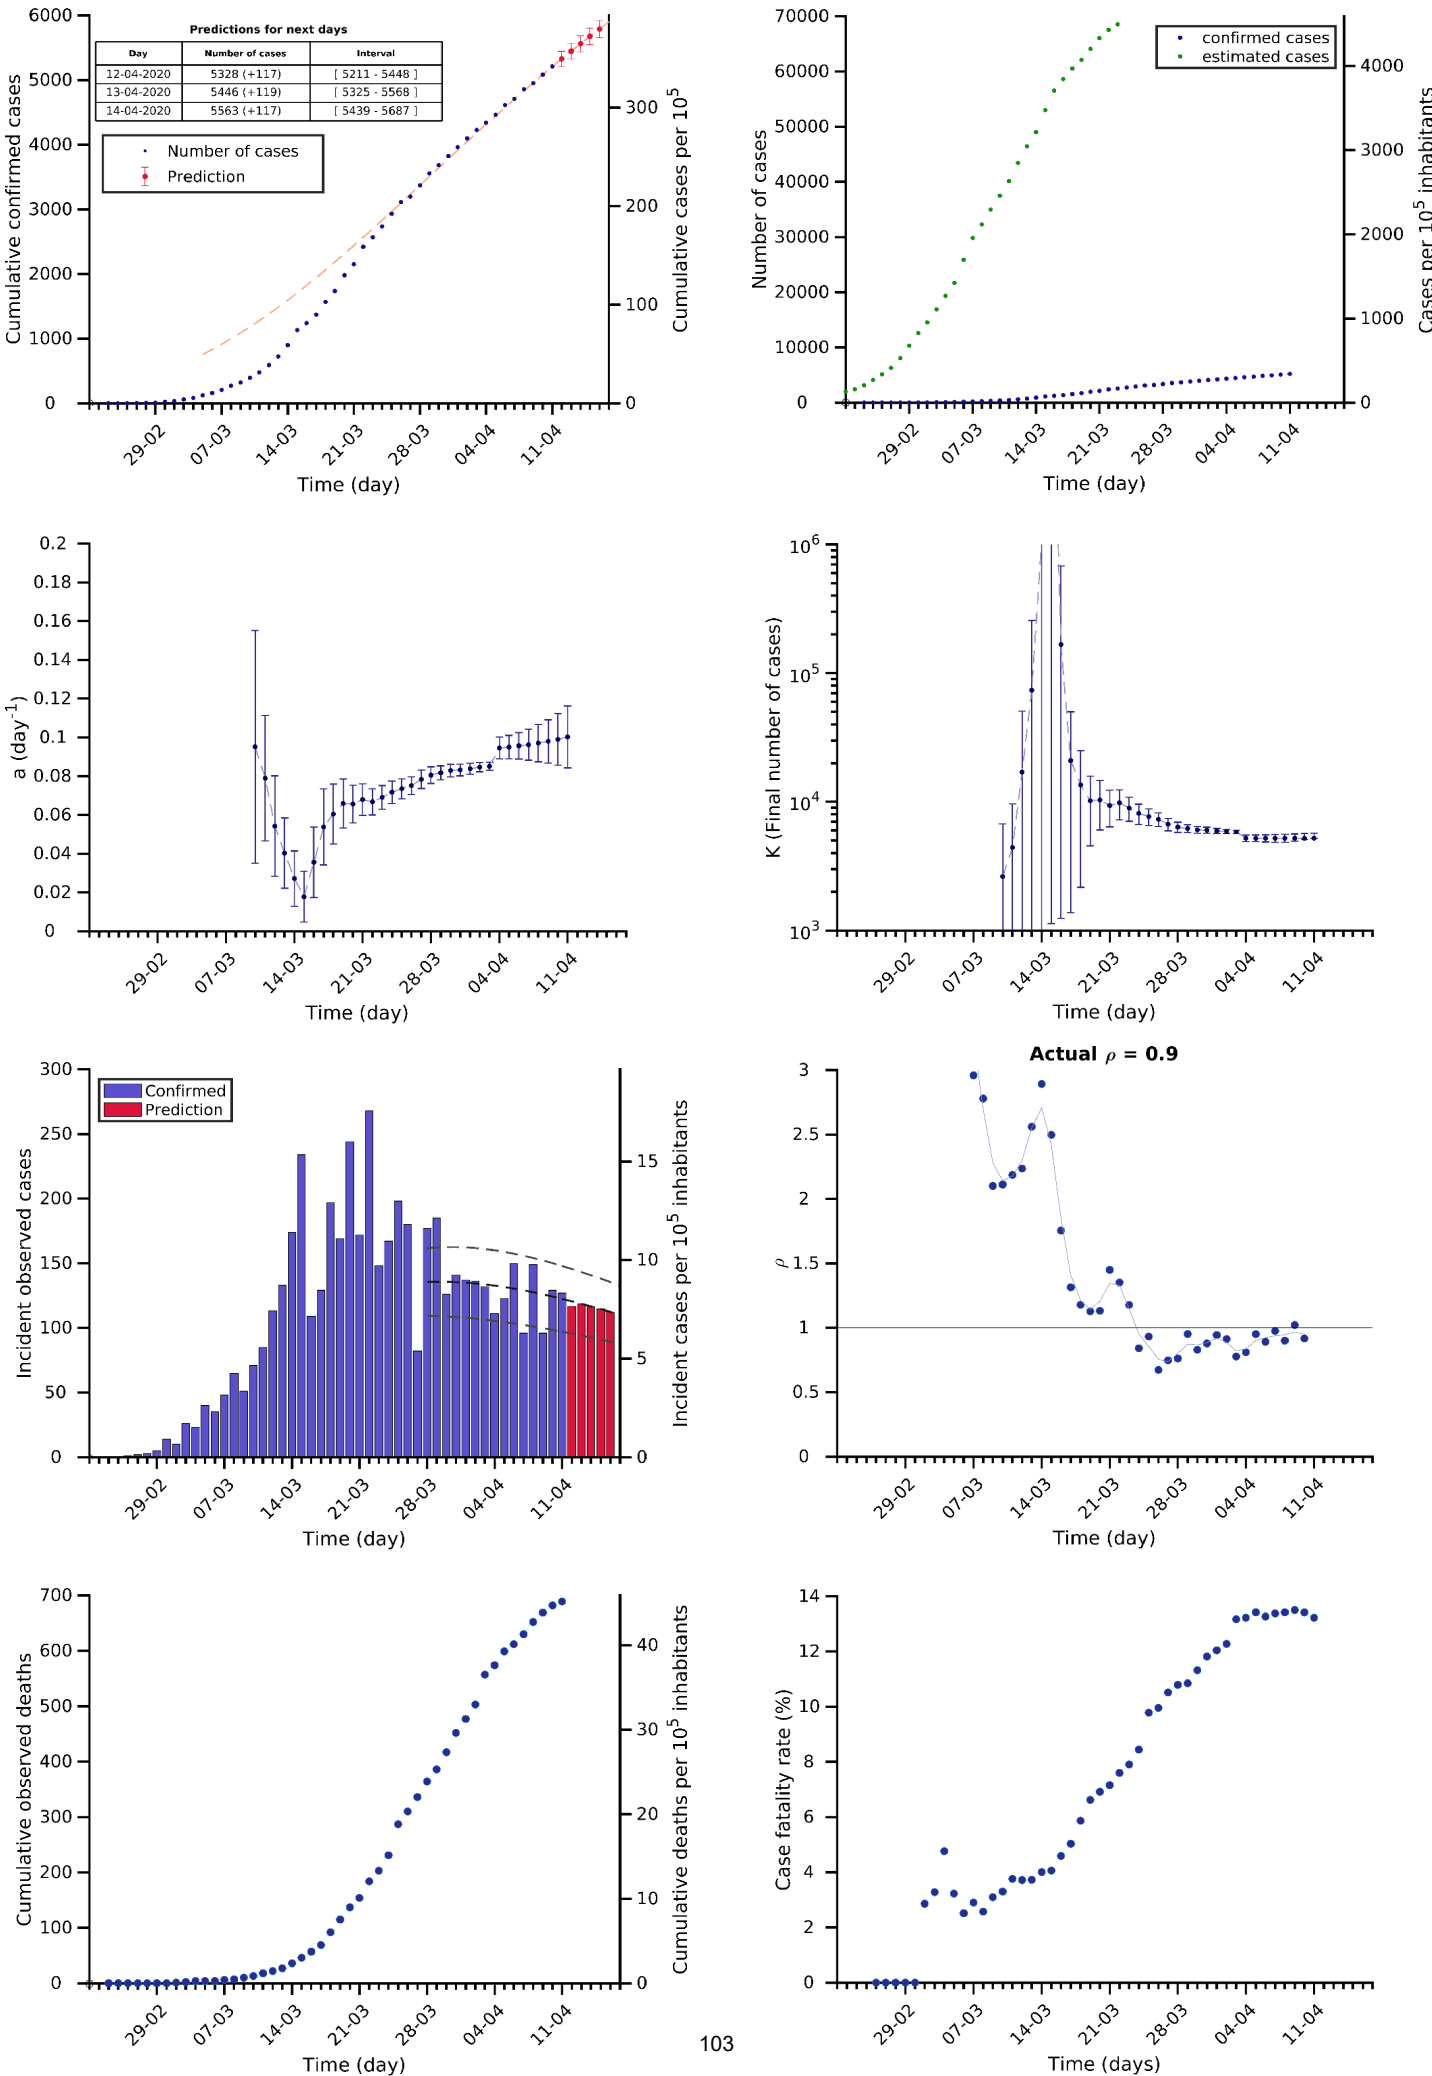 Predictions for next days
Day Number of cases Interval
12-04-2020 5328 (+117) [ 5211 - 5448 ]
13-04-2020 5446 (+119) [ 5325 - 5568 ]
14-04-2020 5563 (+117) [ 5439 - 5687 ]
Number of cases
Prediction
6000
5000
4000
3000
2000
1000
0
Cumulative confirmed cases
300
200
100
0
Cumulative cases per 10^5
29-02 07-03 14-03 21-03 28-03 04-04 11-04
Time (day)
confirmed cases
estimated cases
70000
60000
50000
40000
30000
20000
10000
0
Number of cases
4000
3000
2000
1000
0
Cases per 10^5 inhabitants
29-02 07-03 14-03 21-03 28-03 04-04 11-04
Time (day)
0.2
0.18
0.16
0.14
0.12
0.1
0.08
0.06
0.04
0.02
0
a (day^-1)
29-02 07-03 14-03 21-03 28-03 04-04 11-04
Time (day)
10^6
10^5
10^4
10^3
K (Final number of cases)
29-02 07-03 14-03 21-03 28-03 04-04 11-04
Time (day)
Confirmed
Prediction
300
250
200
150
100
50
0
Incident observed cases
15
10
5
0
Incident cases per 10^5 inhabitants
29-02 07-03 14-03 21-03 28-03 04-04 11-04
Time (day)
Actual ρ = 0.9
3
2.5
2
1.5
1
0.5
0
ρ
29-02 07-03 14-03 21-03 28-03 04-04 11-04
Time (day)
700
600
500
400
300
200
100
0
Cumulative observed deaths
40
30
20
10
0
Cumulative deaths per 10^5 inhabitants
29-02 07-03 14-03 21-03 28-03 04-04 11-04
Time (day)
14
12
10
8
6
4
2
0
Case fatality rate (%)
29-02 07-03 14-03 21-03 28-03 04-04 11-04
Time (days)
103